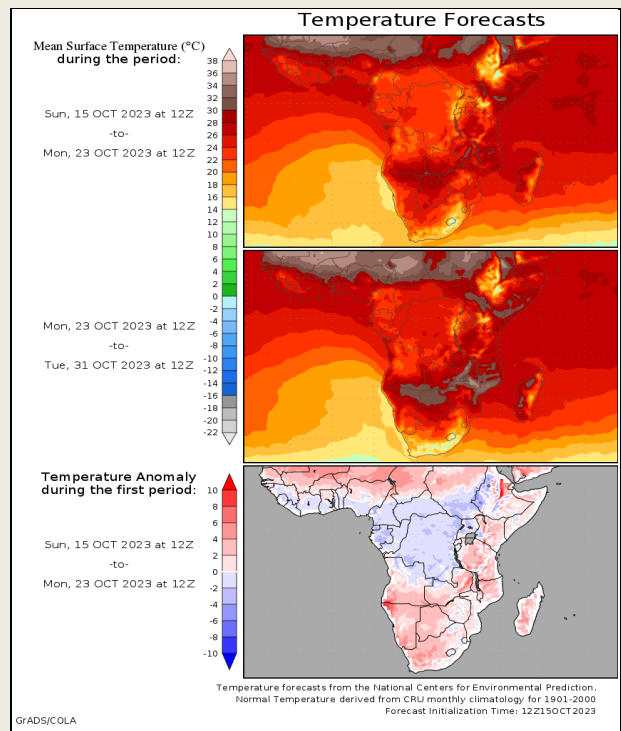 Temperature Forecasts
Mean Surface Temperature (°C)
during the period:
38
36
34
32
30
28
26
24
22
20
18
16
14
12
10
8
6
4
2
0
-2
-4
-6
-8
-10
-12
-14
-16
-18
-20
-22
Sun, 15 OCT 2023 at 12Z
-to-
Mon, 23 OCT 2023 at 12Z
Mon, 23 OCT 2023 at 12Z
-to-
Tue, 31 OCT 2023 at 12Z
Temperature Anomaly
during the first period:
10
8
6
4
2
0
-2
-4
-6
-8
-10
Sun, 15 OCT 2023 at 12Z
-to-
Mon, 23 OCT 2023 at 12Z
Temperature forecasts from the National Centers for Environmental Prediction.
Normal Temperature derived from CRU monthly climatology for 1901-2000
Forecast Initialization Time: 12Z15OCT2023
GrADS/COLA